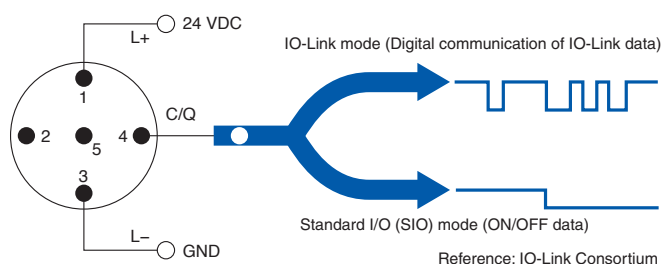 24 VDC
L+
IO-Link mode (Digital communication of IO-Link data)
1
C/Q
2
5
4
3
Standard I/O (SIO) mode (ON/OFF data)
L−
GND
Reference: IO-Link Consortium